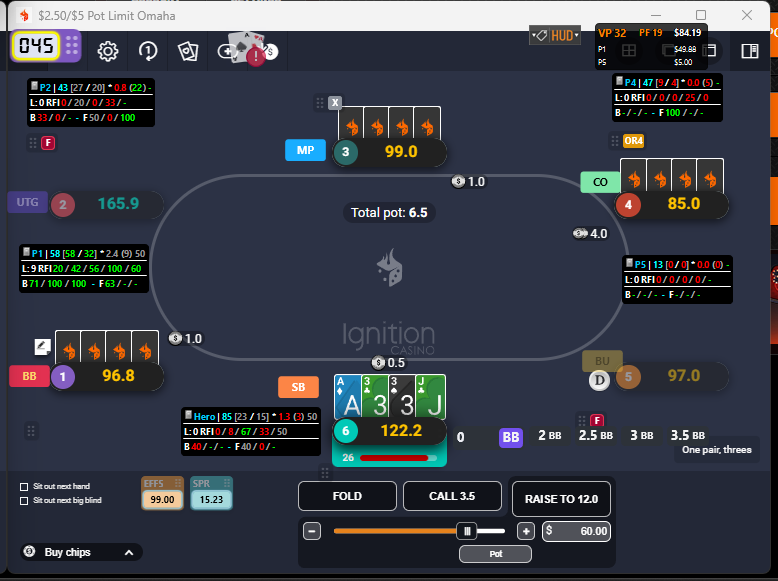 $2.50/$5 Pot Limit Omaha
045
HUD
VP 32 PF 19 $84.19
P1 $49.88
P5 $5.00
P2 | 43 [27 / 20] * 0.8 (22) -
L: 0 RFI 0 / 20 / 0 / 33 / -
B 33 / 0 / - - F 50 / 0 / 100
F
X
P4 | 47 [9 / 4] * 0.0 (5) -
L: 0 RFI 0 / 0 / 0 / 25 / 0
B - / - / - - F 100 / - / -
OR4
MP
3
99.0
1.0
UTG
2
165.9
Total pot: 6.5
CO
4
85.0
4.0
P1 | 58 [58 / 32] * 2.4 (9) 50
L: 9 RFI 20 / 42 / 56 / 100 / 60
B 71 / 100 / 100 - F 63 / - / -
P5 | 13 [0 / 0] * 0.0 (0) -
L: 0 RFI 0 / 0 / 0 / 0 / -
B - / - / - - F - / - / -
Ignition
CASINO
1.0
0.5
BB
1
96.8
BU
D
5
97.0
SB
A 3 3 J
A 3 3 J
Hero | 85 [23 / 15] * 1.3 (3) 50
L: 0 RFI 0 / 8 / 67 / 33 / 50
B 40 / - / - - F 40 / 0 / -
6
122.2
26
F
0
BB
2 BB
2.5 BB
3 BB
3.5 BB
One pair, threes
Sit out next hand
Sit out next big blind
EFFS
99.00
SPR
15.23
FOLD
CALL 3.5
RAISE TO 12.0
−
+
$ 60.00
Pot
Buy chips